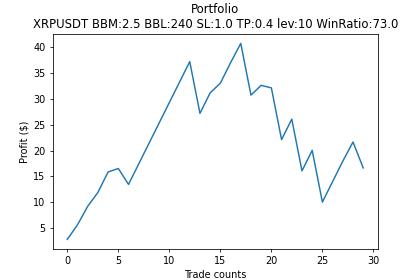 Portfolio
XRPUSDT BBM:2.5 BBL:240 SL:1.0 TP:0.4 lev:10 WinRatio:73.0
40
35
30
25
20
15
10
5
Profit ($)
0 5 10 15 20 25 30
Trade counts